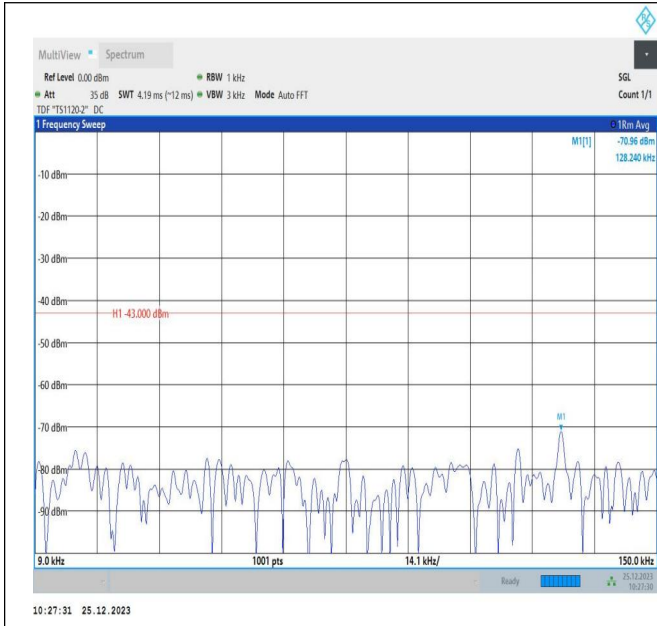 MultiView Spectrum
Ref Level 0.00 dBm RBW 1 kHz SGL
Att 35 dB SWT 4.19 ms (~12 ms) VBW 3 kHz Mode Auto FFT Count 1/1
TDF "TS1120-2" DC
1 Frequency Sweep 1Rm Avg
M1[1] -70.96 dBm
128.240 kHz
-10 dBm
-20 dBm
-30 dBm
-40 dBm
H1 -43.000 dBm
-50 dBm
-60 dBm
-70 dBm
M1
-80 dBm
-90 dBm
9.0 kHz 1001 pts 14.1 kHz/ 150.0 kHz
Ready 25.12.2023
10:27:30
10:27:31 25.12.2023